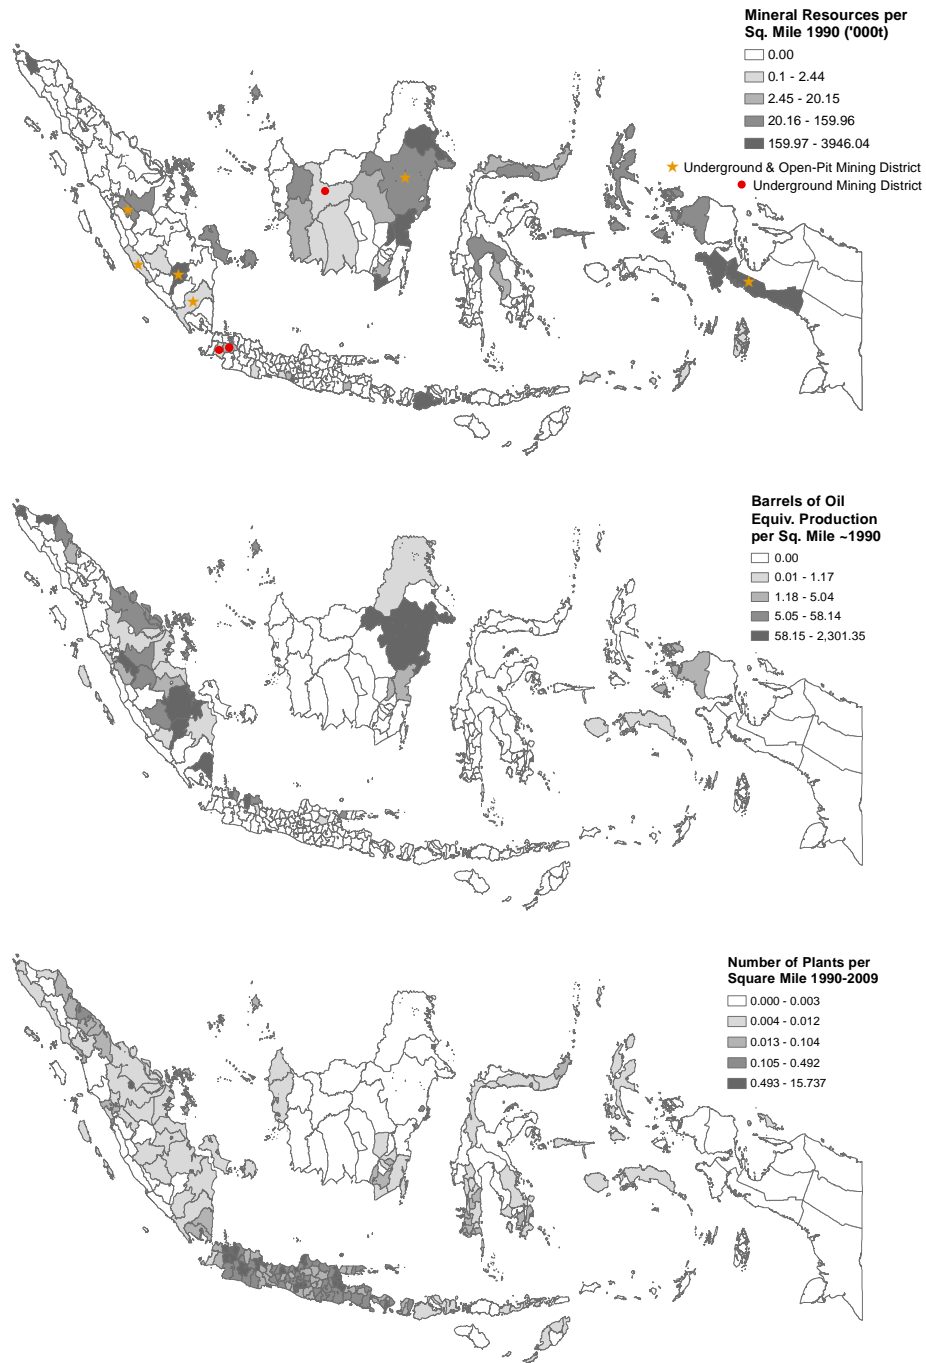 Mineral Resources per
Sq. Mile 1990 ('000t)
0.00
0.1 - 2.44
2.45 - 20.15
20.16 - 159.96
159.97 - 3946.04
Underground & Open-Pit Mining District
Underground Mining District
Barrels of Oil
Equiv. Production
per Sq. Mile ~1990
0.00
0.01 - 1.17
1.18 - 5.04
5.05 - 58.14
58.15 - 2,301.35
Number of Plants per
Square Mile 1990-2009
0.000 - 0.003
0.004 - 0.012
0.013 - 0.104
0.105 - 0.492
0.493 - 15.737